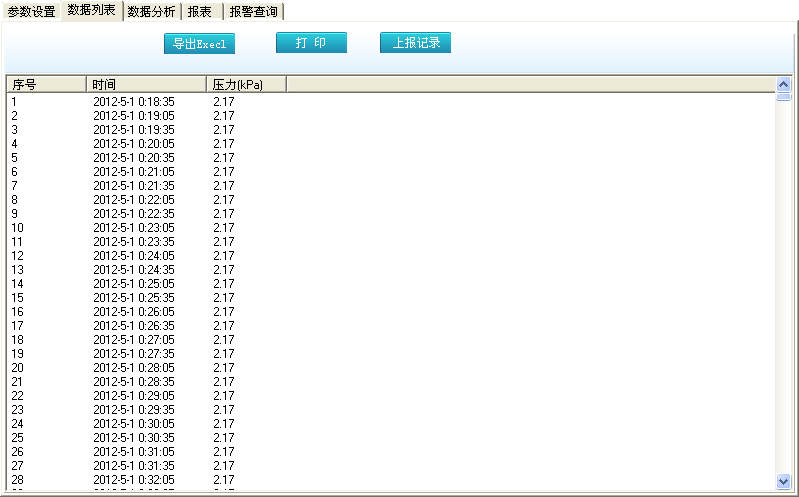 参数设置 数据列表 数据分析 报表 报警查询
导出Execl 打 印 上报记录
序号 时间 压力(kPa)
1 2012-5-1 0:18:35 2.17
2 2012-5-1 0:19:05 2.17
3 2012-5-1 0:19:35 2.17
4 2012-5-1 0:20:05 2.17
5 2012-5-1 0:20:35 2.17
6 2012-5-1 0:21:05 2.17
7 2012-5-1 0:21:35 2.17
8 2012-5-1 0:22:05 2.17
9 2012-5-1 0:22:35 2.17
10 2012-5-1 0:23:05 2.17
11 2012-5-1 0:23:35 2.17
12 2012-5-1 0:24:05 2.17
13 2012-5-1 0:24:35 2.17
14 2012-5-1 0:25:05 2.17
15 2012-5-1 0:25:35 2.17
16 2012-5-1 0:26:05 2.17
17 2012-5-1 0:26:35 2.17
18 2012-5-1 0:27:05 2.17
19 2012-5-1 0:27:35 2.17
20 2012-5-1 0:28:05 2.17
21 2012-5-1 0:28:35 2.17
22 2012-5-1 0:29:05 2.17
23 2012-5-1 0:29:35 2.17
24 2012-5-1 0:30:05 2.17
25 2012-5-1 0:30:35 2.17
26 2012-5-1 0:31:05 2.17
27 2012-5-1 0:31:35 2.17
28 2012-5-1 0:32:05 2.17